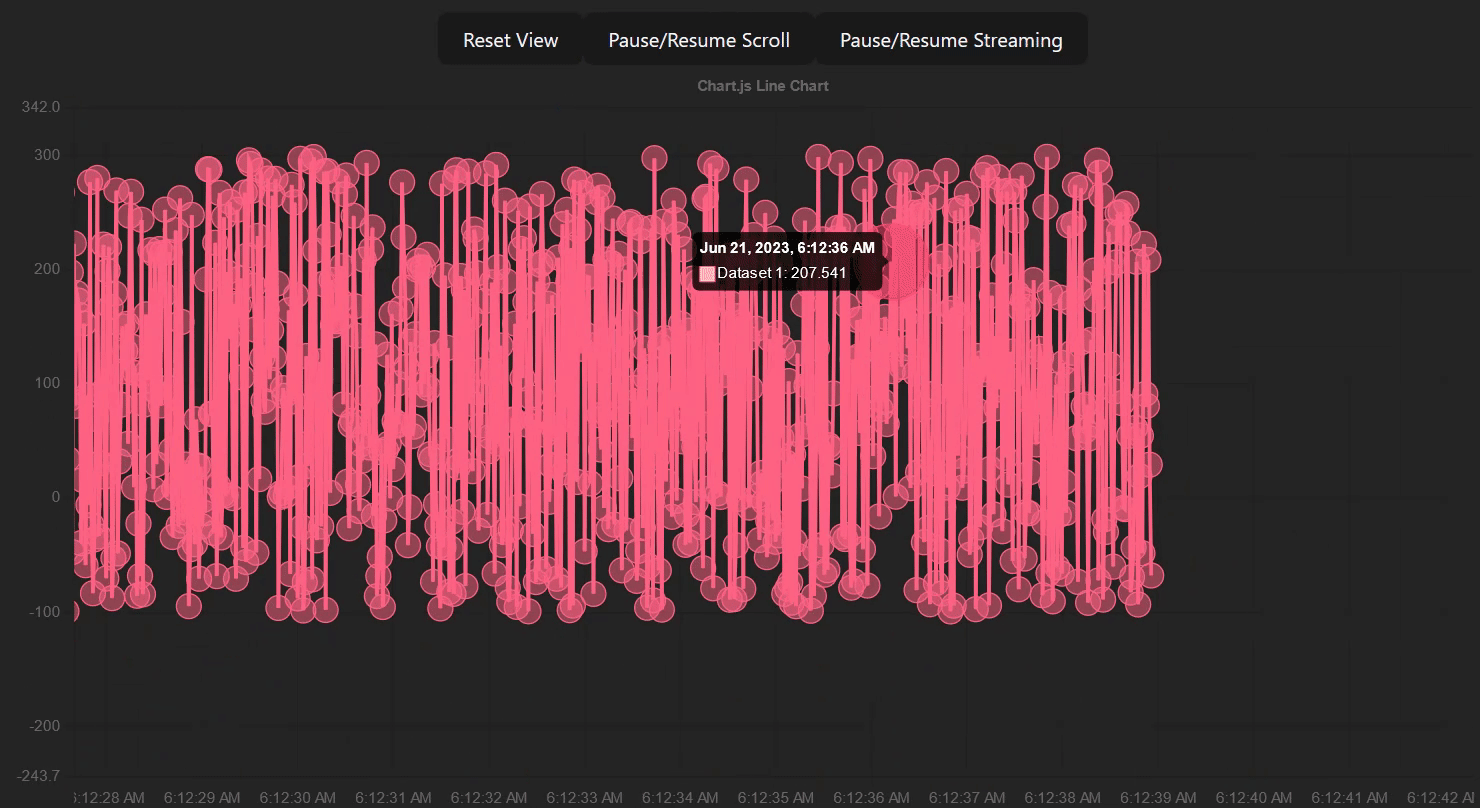 Reset View Pause/Resume Scroll Pause/Resume Streaming
Chart.js Line Chart
342.0
300
200
100
0
-100
-200
-243.7
Jun 21, 2023, 6:12:36 AM
Dataset 1: 207.541
6:12:28 AM 6:12:29 AM 6:12:30 AM 6:12:31 AM 6:12:32 AM 6:12:33 AM 6:12:34 AM 6:12:35 AM 6:12:36 AM 6:12:37 AM 6:12:38 AM 6:12:39 AM 6:12:40 AM 6:12:41 AM 6:12:42 A